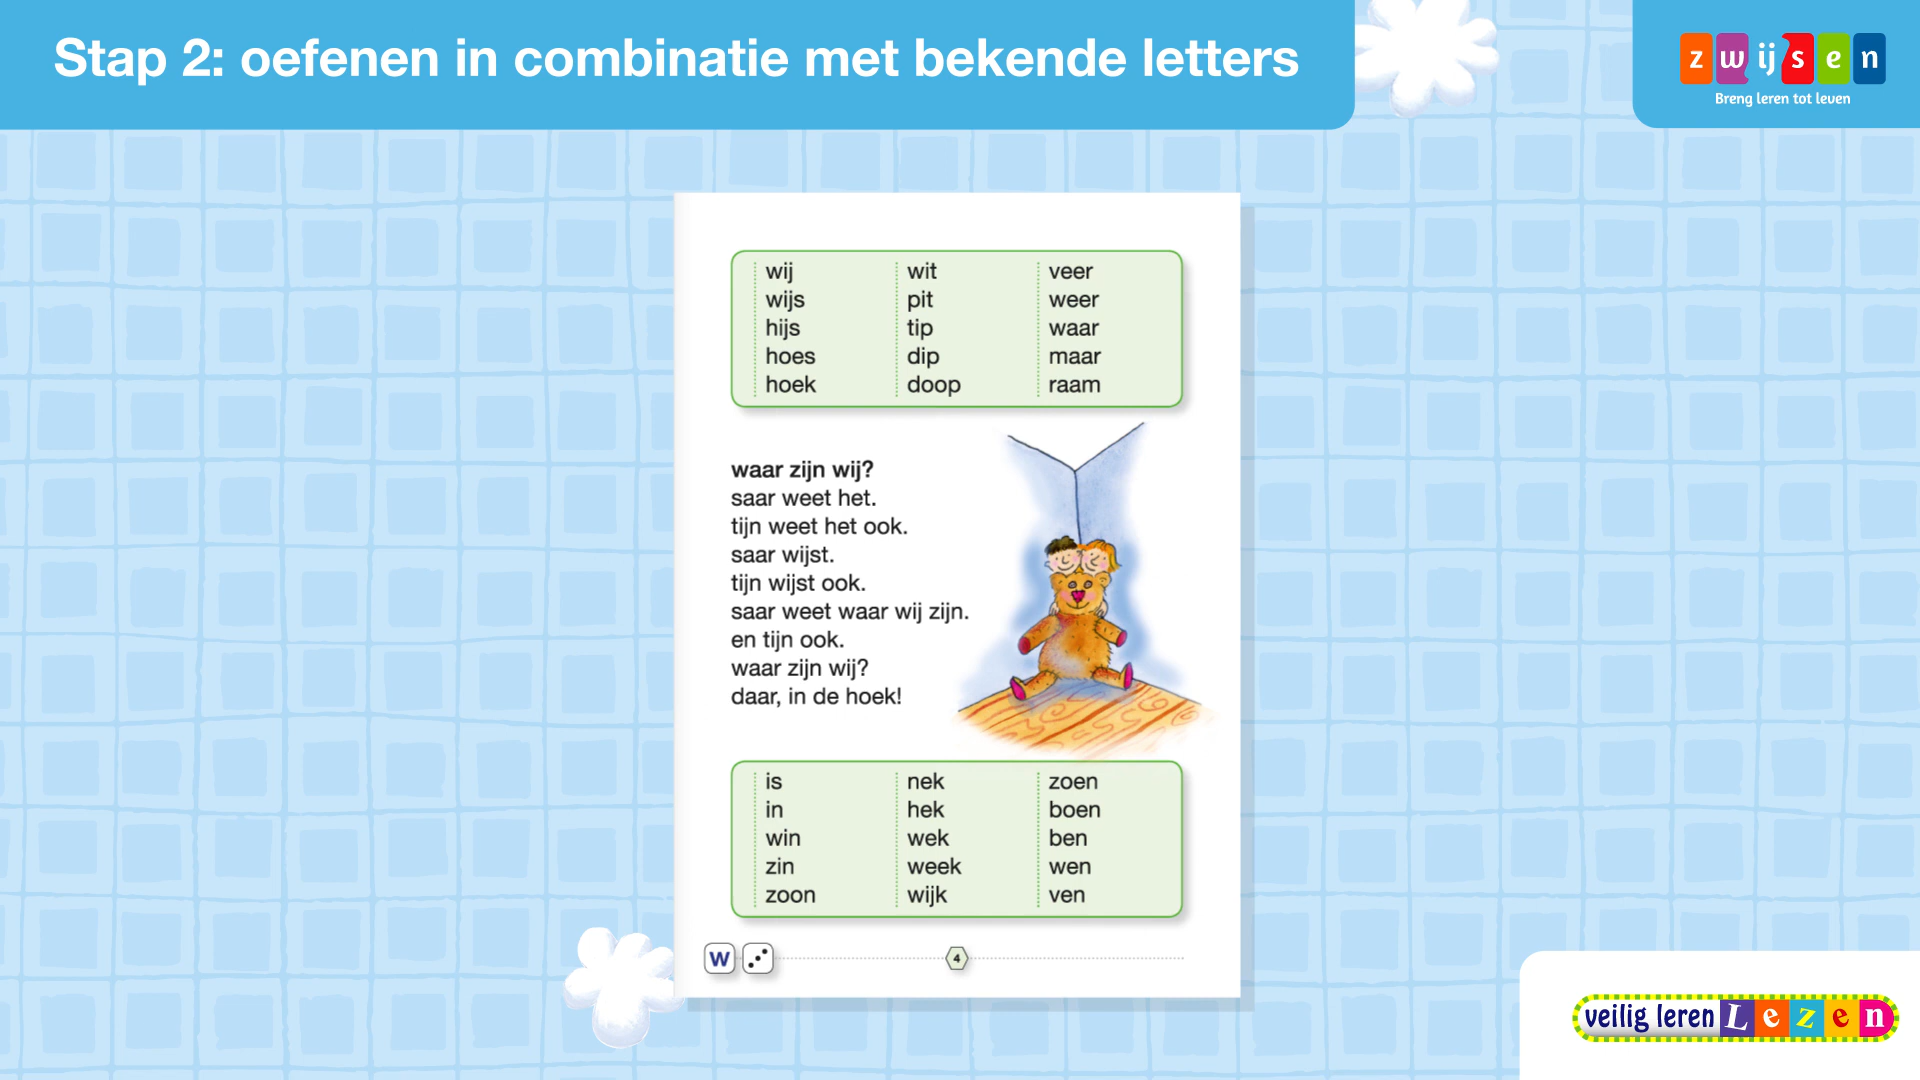 Stap 2: oefenen in combinatie met bekende letters
zwijsen
Breng leren tot leven
wij wit veer
wijs pit weer
hijs tip waar
hoes dip maar
hoek doop raam
waar zijn wij?
saar weet het.
tijn weet het ook.
saar wijst.
tijn wijst ook.
saar weet waar wij zijn.
en tijn ook.
waar zijn wij?
daar, in de hoek!
is nek zoen
in hek boen
win wek ben
zin week wen
zoon wijk ven
w 4
veilig leren Lezen